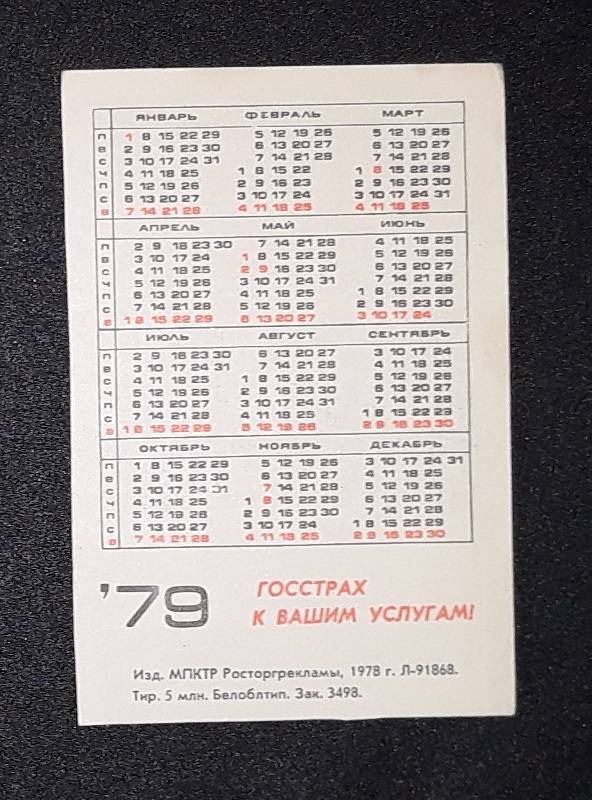 ЯНВАРЬ ФЕВРАЛЬ МАРТ
П 1 8 15 22 29 5 12 19 26 5 12 19 26
В 2 9 16 23 30 6 13 20 27 6 13 20 27
С 3 10 17 24 31 7 14 21 28 7 14 21 28
Ч 4 11 18 25 1 8 15 22 1 8 15 22 29
П 5 12 19 26 2 9 16 23 2 9 16 23 30
С 6 13 20 27 3 10 17 24 3 10 17 24 31
В 7 14 21 28 4 11 18 25 4 11 18 25
АПРЕЛЬ МАЙ ИЮНЬ
П 2 9 16 23 30 7 14 21 28 4 11 18 25
В 3 10 17 24 1 8 15 22 29 5 12 19 26
С 4 11 18 25 2 9 16 23 30 6 13 20 27
Ч 5 12 19 26 3 10 17 24 31 7 14 21 28
П 6 13 20 27 4 11 18 25 1 8 15 22 29
С 7 14 21 28 5 12 19 26 2 9 16 23 30
В 1 8 15 22 29 6 13 20 27 3 10 17 24
ИЮЛЬ АВГУСТ СЕНТЯБРЬ
П 2 9 16 23 30 6 13 20 27 3 10 17 24
В 3 10 17 24 31 7 14 21 28 4 11 18 25
С 4 11 18 25 1 8 15 22 29 5 12 19 26
Ч 5 12 19 26 2 9 16 23 30 6 13 20 27
П 6 13 20 27 3 10 17 24 31 7 14 21 28
С 7 14 21 28 4 11 18 25 1 8 15 22 29
В 1 8 15 22 29 5 12 19 26 2 9 16 23 30
ОКТЯБРЬ НОЯБРЬ ДЕКАБРЬ
П 1 8 15 22 29 5 12 19 26 3 10 17 24 31
В 2 9 16 23 30 6 13 20 27 4 11 18 25
С 3 10 17 24 31 7 14 21 28 5 12 19 26
Ч 4 11 18 25 1 8 15 22 29 6 13 20 27
П 5 12 19 26 2 9 16 23 30 7 14 21 28
С 6 13 20 27 3 10 17 24 1 8 15 22 29
В 7 14 21 28 4 11 18 25 2 9 16 23 30
'79 ГОССТРАХ
К ВАШИМ УСЛУГАМ!
Изд. МПКТР Росторгрекламы, 1978 г. Л-91868.
Тир. 5 млн. Белоблтип. Зак. 3498.